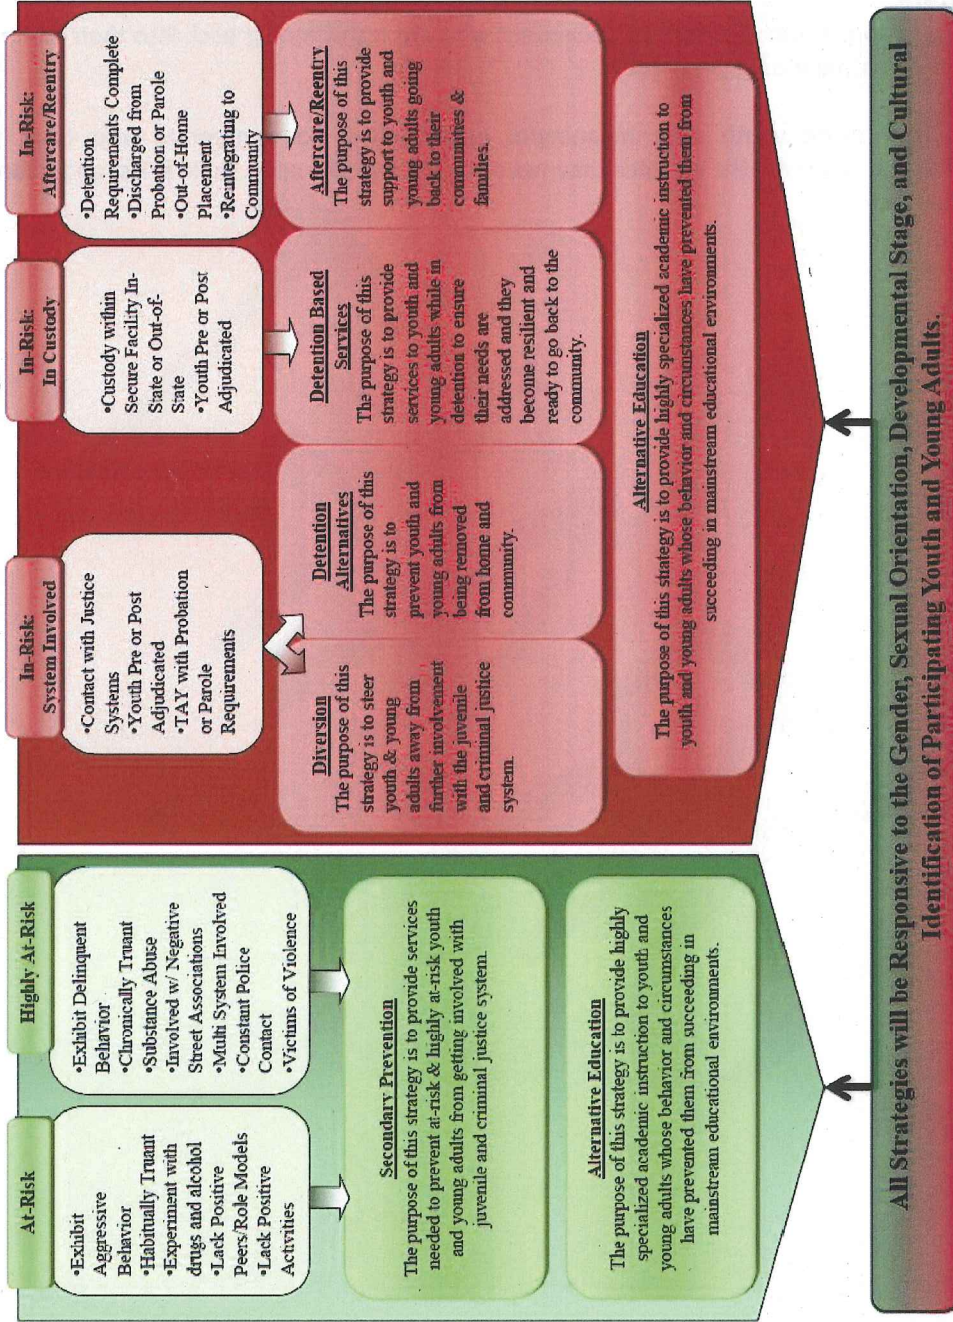 At-Risk
•Exhibit
Aggressive
Behavior
•Habitually Truant
•Experiment with
drugs and alcohol
•Lack Positive
Peers/Role Models
•Lack Positive
Activities
Highly At-Risk
•Exhibit Delinquent
Behavior
•Chronically Truant
•Substance Abuse
•Involved w/ Negative
Street Associations
•Multi System Involved
•Constant Police
Contact
•Victims of Violence
Secondary Prevention
The purpose of this strategy is to provide services
needed to prevent at-risk & highly at-risk youth
and young adults from getting involved with
juvenile and criminal justice system.
Alternative Education
The purpose of this strategy is to provide highly
specialized academic instruction to youth and
young adults whose behavior and circumstances
have prevented them from succeeding in
mainstream educational environments.
In-Risk:
System Involved
•Contact with Justice
Systems
•Youth Pre or Post
Adjudicated
•TAY with Probation
or Parole
Requirements
In-Risk:
In Custody
•Custody within
Secure Facility In-
State or Out-of-
State
•Youth Pre or Post
Adjudicated
In-Risk:
Aftercare/Reentry
•Detention
Requirements Complete
•Discharged from
Probation or Parole
•Out-of-Home
Placement
•Reintegrating to
Community
Diversion
The purpose of this
strategy is to steer
youth & young
adults away from
further involvement
with the juvenile
and criminal justice
system.
Detention
Alternatives
The purpose of this
strategy is to
prevent youth and
young adults from
being removed
from home and
community.
Detention Based
Services
The purpose of this
strategy is to provide
services to youth and
young adults while in
detention to ensure
their needs are
addressed and they
become resilient and
ready to go back to the
community.
Aftercare/Reentry
The purpose of this
strategy is to provide
support to youth and
young adults going
back to their
communities &
families.
Alternative Education
The purpose of this strategy is to provide highly specialized academic instruction to
youth and young adults whose behavior and circumstances have prevented them from
succeeding in mainstream educational environments.
All Strategies will be Responsive to the Gender, Sexual Orientation, Developmental Stage, and Cultural
Identification of Participating Youth and Young Adults.